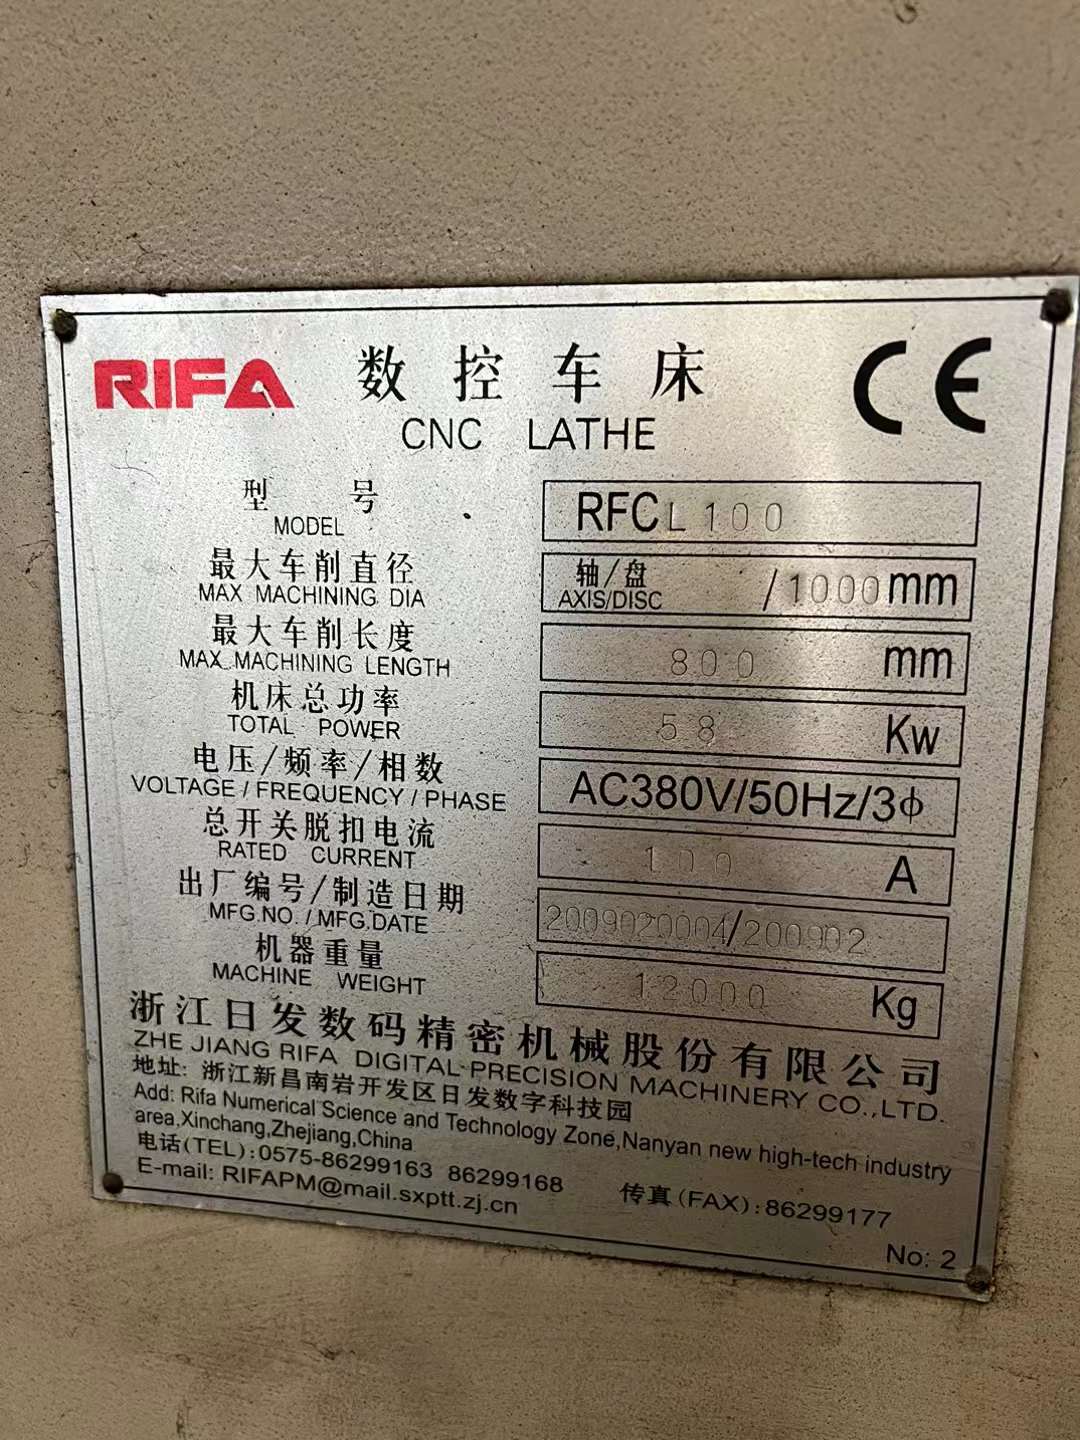 RIFA 数控车床 CE
CNC LATHE
型号 RFCL100
MODEL
最大车削直径 轴/盘 /1000mm
MAX MACHINING DIA AXIS/DISC
最大车削长度 800 mm
MAX MACHINING LENGTH
机床总功率 58 Kw
TOTAL POWER
电压/频率/相数 AC380V/50Hz/3ф
VOLTAGE/FREQUENCY/PHASE
总开关脱扣电流 100 A
RATED CURRENT
出厂编号/制造日期 2009020004/200902
MFG.NO./MFG.DATE
机器重量 12000 Kg
MACHINE WEIGHT
浙江日发数码精密机械股份有限公司
ZHE JIANG RIFA DIGITAL PRECISION MACHINERY CO.,LTD.
地址: 浙江新昌南岩开发区日发数字科技园
Add: Rifa Numerical Science and Technology Zone,Nanyan new high-tech industry
area,Xinchang,Zhejiang,China
电话(TEL):0575-86299163 86299168 传真(FAX):86299177
E-mail: RIFAPM@mail.sxptt.zj.cn
No: 2